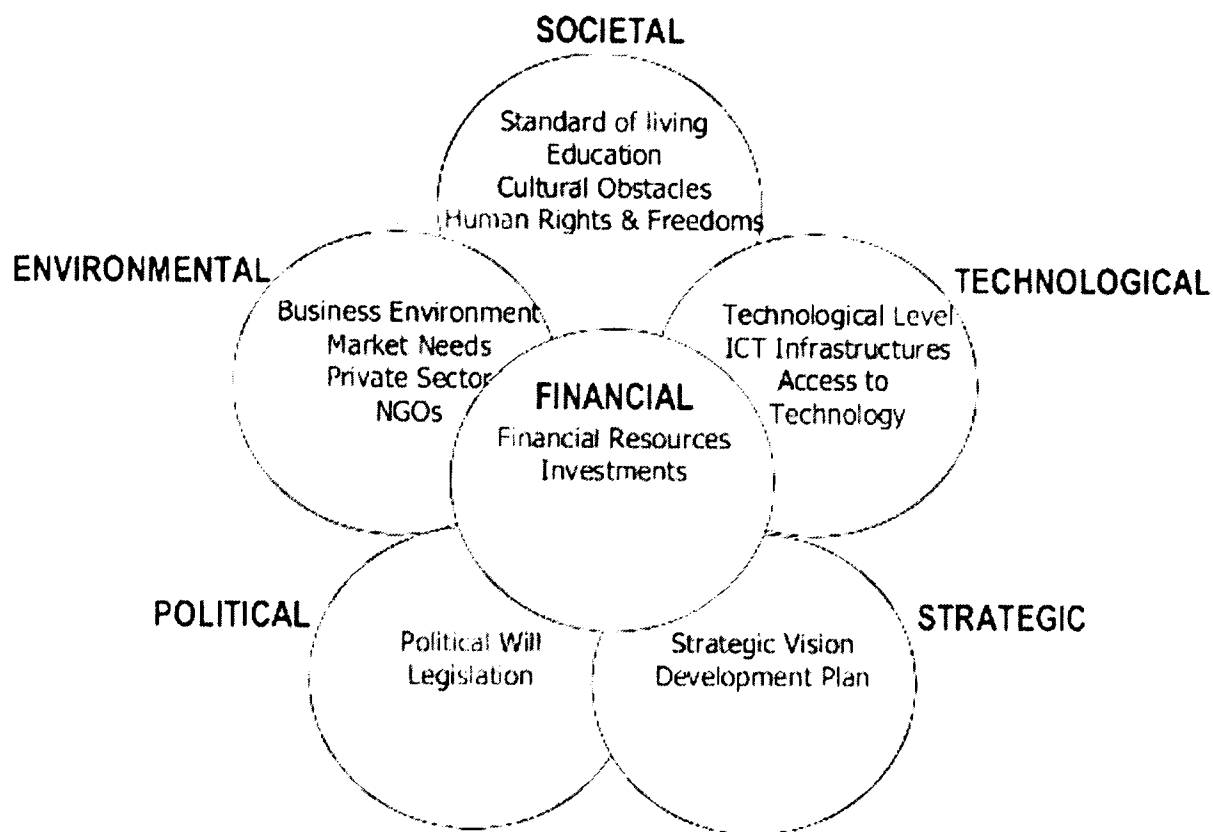 SOCIETAL
Standard of living
Education
Cultural Obstacles
Human Rights & Freedoms
ENVIRONMENTAL
Business Environment
Market Needs
Private Sector
NGOs
TECHNOLOGICAL
Technological Level
ICT Infrastructures
Access to
Technology
FINANCIAL
Financial Resources
Investments
POLITICAL
Political Will
Legislation
STRATEGIC
Strategic Vision
Development Plan